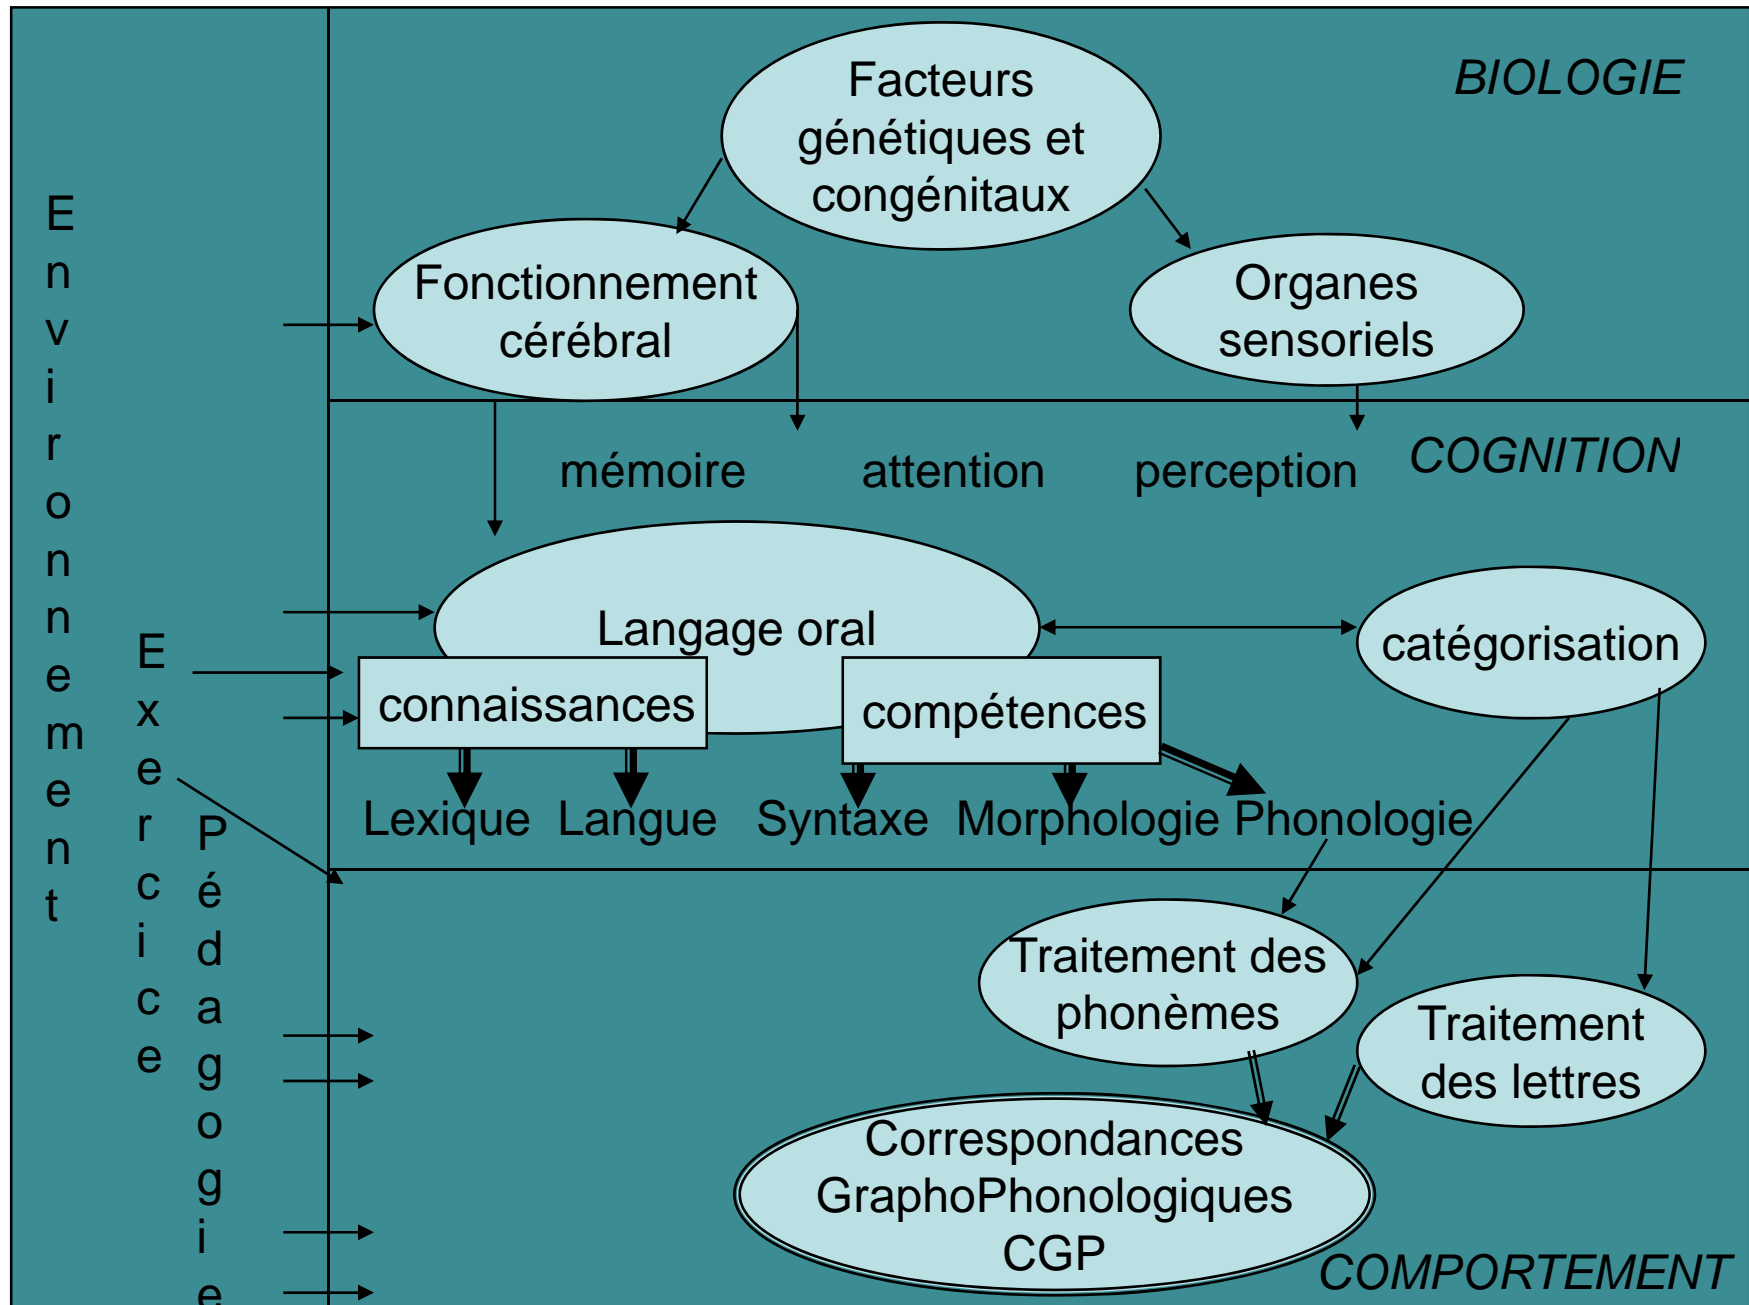 Facteurs
génétiques et
congénitaux
BIOLOGIE
Fonctionnement
cérébral
Organes
sensoriels
Environnement
Exercice
Pédagogie
mémoire attention perception
COGNITION
Langage oral
catégorisation
connaissances
compétences
Lexique Langue Syntaxe Morphologie Phonologie
Traitement des
phonèmes
Traitement
des lettres
Correspondances
GraphoPhonologiques
CGP
COMPORTEMENT